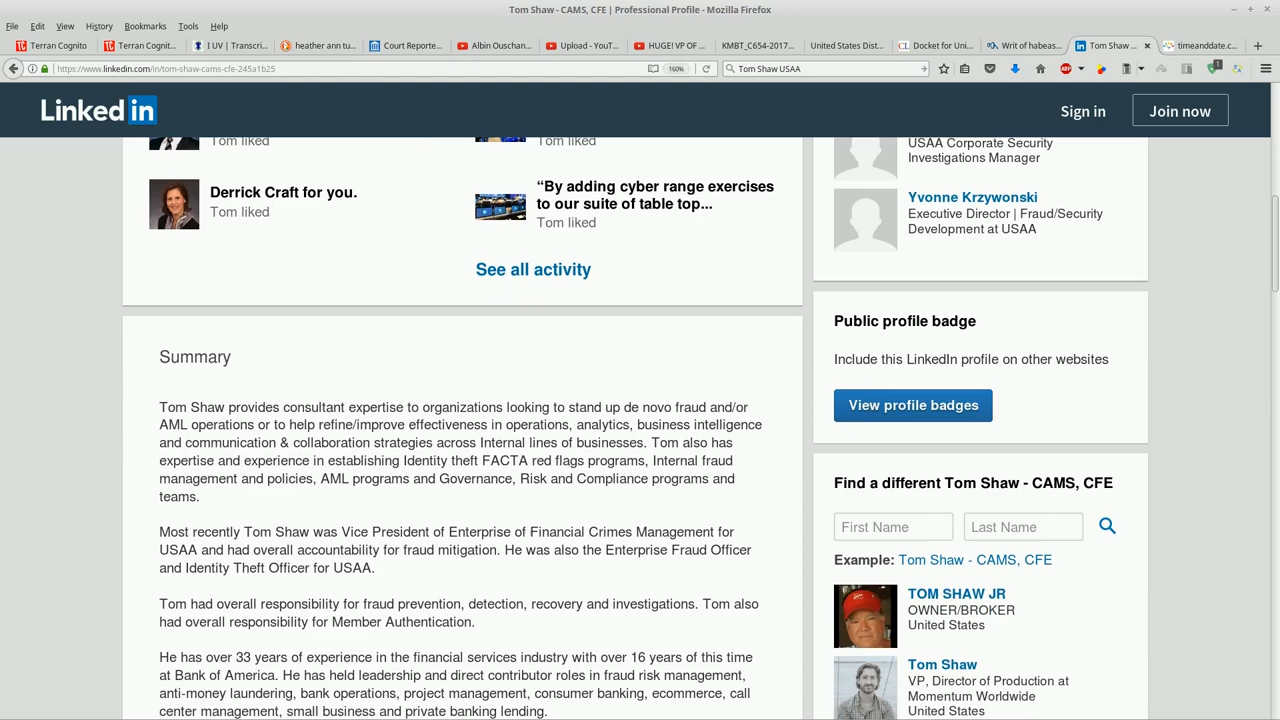 Tom Shaw - CAMS, CFE | Professional Profile - Mozilla Firefox
File Edit View History Bookmarks Tools Help
Terran Cognito
Terran Cognit...
I UV | Transcri...
heather ann tu...
Court Reporte...
Albin Ouschan...
Upload - YouT...
HUGE! VP OF ...
KMBT_C654-2017...
United States Dist...
Docket for Uni...
Writ of habeas...
Tom Shaw ...
timeanddate.c...
https://www.linkedin.com/in/tom-shaw-cams-cfe-245a1b25
160%
Tom Shaw USAA
1
Linked in
Sign in
Join now
Tom liked
Tom liked
Derrick Craft for you.
Tom liked
“By adding cyber range exercises
to our suite of table top...
Tom liked
See all activity
Summary
Tom Shaw provides consultant expertise to organizations looking to stand up de novo fraud and/or
AML operations or to help refine/improve effectiveness in operations, analytics, business intelligence
and communication & collaboration strategies across Internal lines of businesses. Tom also has
expertise and experience in establishing Identity theft FACTA red flags programs, Internal fraud
management and policies, AML programs and Governance, Risk and Compliance programs and
teams.
Most recently Tom Shaw was Vice President of Enterprise of Financial Crimes Management for
USAA and had overall accountability for fraud mitigation. He was also the Enterprise Fraud Officer
and Identity Theft Officer for USAA.
Tom had overall responsibility for fraud prevention, detection, recovery and investigations. Tom also
had overall responsibility for Member Authentication.
He has over 33 years of experience in the financial services industry with over 16 years of this time
at Bank of America. He has held leadership and direct contributor roles in fraud risk management,
anti-money laundering, bank operations, project management, consumer banking, ecommerce, call
center management, small business and private banking lending.
USAA Corporate Security
Investigations Manager
Yvonne Krzywonski
Executive Director | Fraud/Security
Development at USAA
Public profile badge
Include this LinkedIn profile on other websites
View profile badges
Find a different Tom Shaw - CAMS, CFE
First Name
Last Name
Example: Tom Shaw - CAMS, CFE
TOM SHAW JR
OWNER/BROKER
United States
Tom Shaw
VP, Director of Production at
Momentum Worldwide
United States